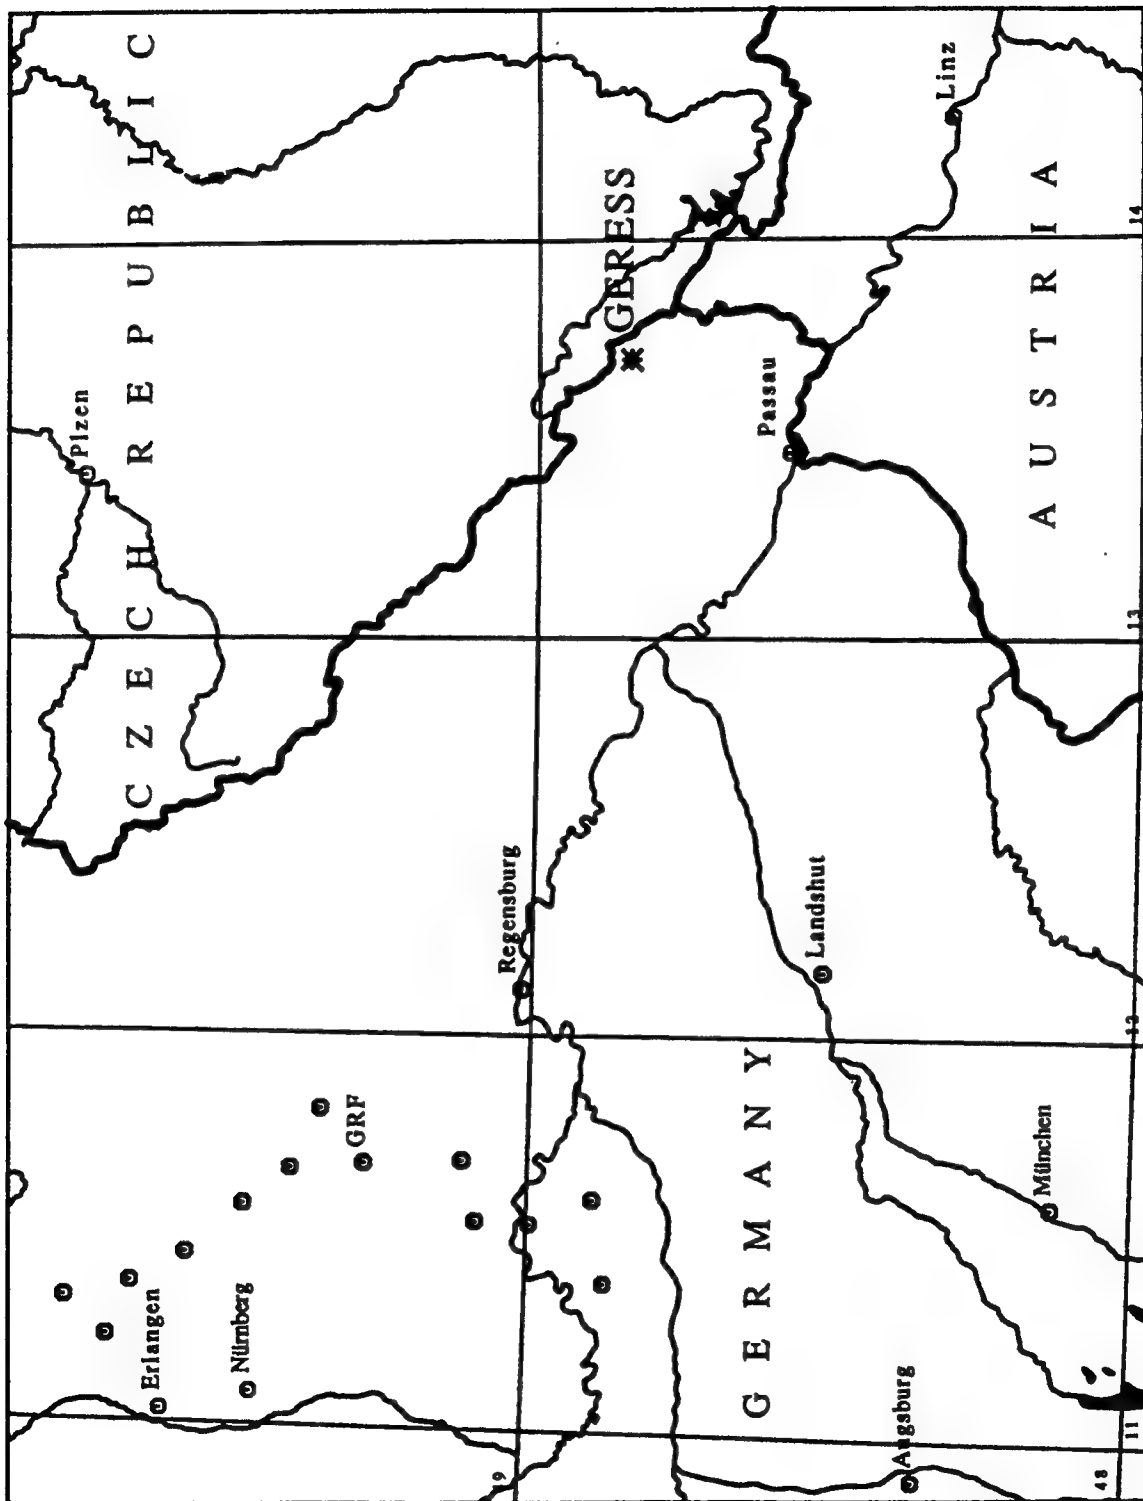 CZECH REPUBLIC
Plzen
Erlangen
Nürnberg
GRF
Regensburg
GERESS
49
Passau
Landshut
Linz
GERMANY
AUSTRIA
Augsburg
München
48
11
12
13
14